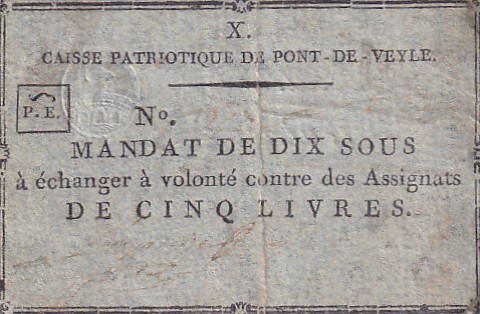 X.
CAISSE PATRIOTIQUE DE PONT-DE-VEYLE.
P. E.
No.
MANDAT DE DIX SOUS
à échanger à volonté contre des Assignats
DE CINQ LIVRES.